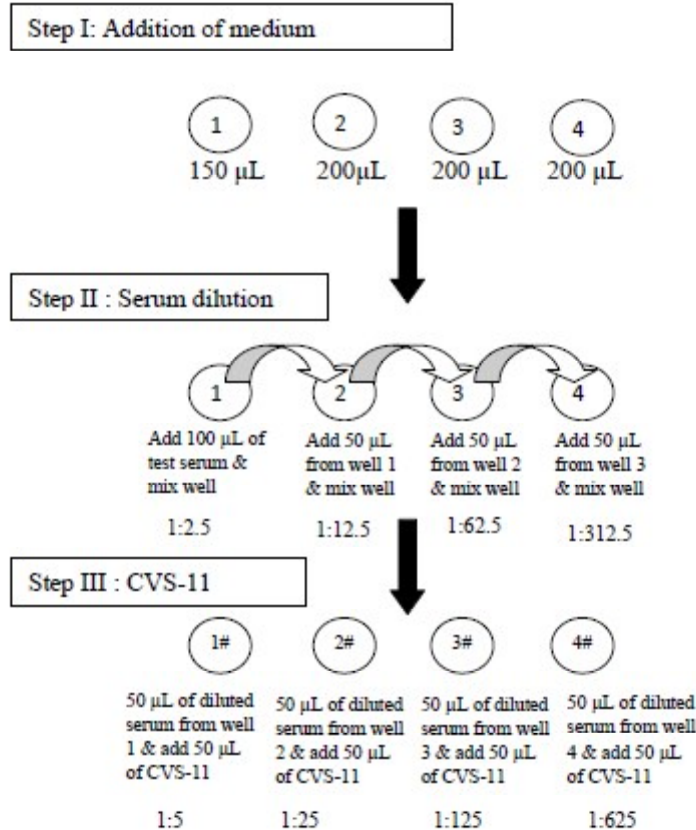 Step I: Addition of medium
1
2
3
4
150 µL
200µL
200 µL
200 µL
Step II : Serum dilution
1
2
3
4
Add 100 µL of
test serum &
mix well
Add 50 µL
from well 1
& mix well
Add 50 µL
from well 2
& mix well
Add 50 µL
from well 3
& mix well
1:2.5
1:12.5
1:62.5
1:312.5
Step III : CVS-11
1#
2#
3#
4#
50 µL of diluted
serum from well
1 & add 50 µL
of CVS-11
50 µL of diluted
serum from well
2 & add 50 µL
of CVS-11
50 µL of diluted
serum from well
3 & add 50 µL
of CVS-11
50 µL of diluted
serum from well
4 & add 50 µL
of CVS-11
1:5
1:25
1:125
1:625